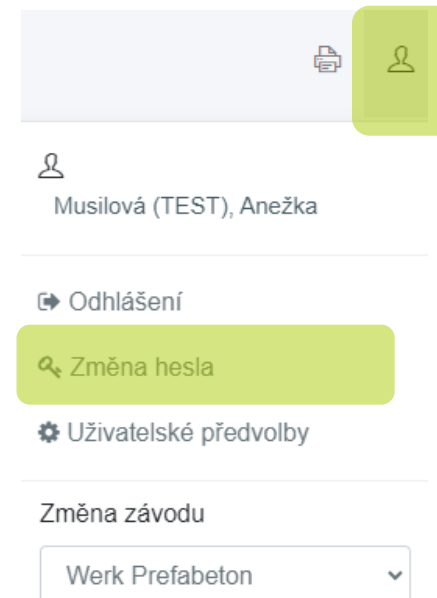 Musilová (TEST), Anežka
Odhlášení
Změna hesla
Uživatelské předvolby
Změna závodu
Werk Prefabeton